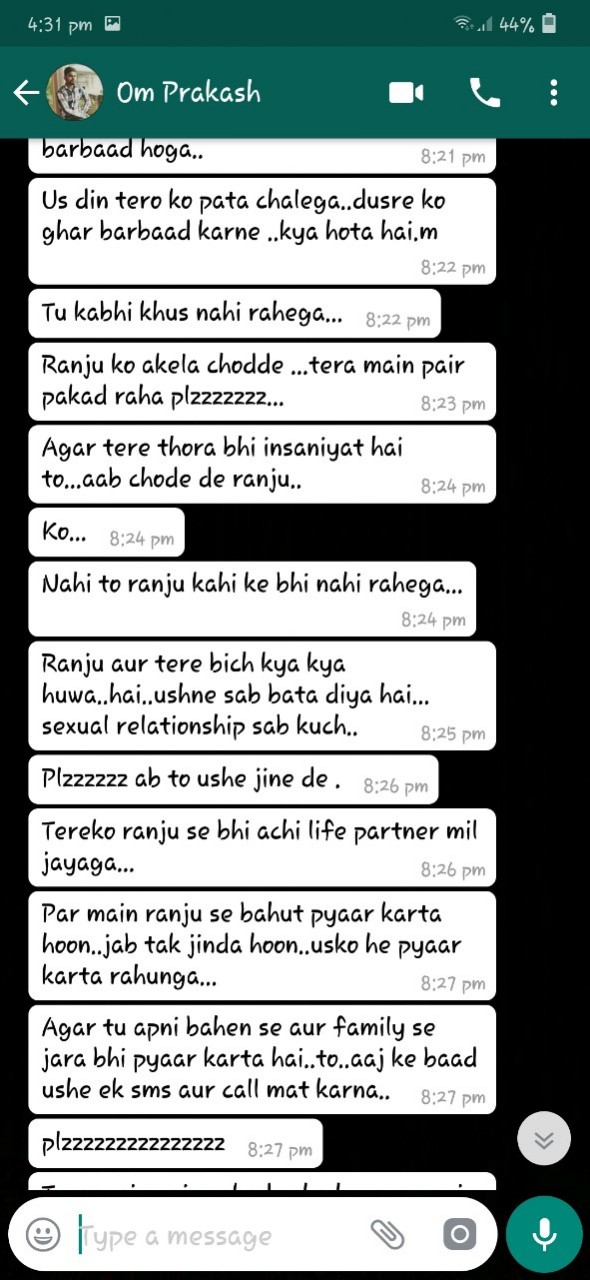 4:31 pm 44%
Om Prakash
barbaad hoga..
8:21 pm
Us din tero ko pata chalega..dusre ko
ghar barbaad karne ..kya hota hai.m
8:22 pm
Tu kabhi khus nahi rahega... 8:22 pm
Ranju ko akela chodde ...tera main pair
pakad raha plzzzzzzz... 8:23 pm
Agar tere thora bhi insaniyat hai
to...aab chode de ranju.. 8:24 pm
Ko... 8:24 pm
Nahi to ranju kahi ke bhi nahi rahega...
8:24 pm
Ranju aur tere bich kya kya
huwa..hai..ushne sab bata diya hai...
sexual relationship sab kuch.. 8:25 pm
Plzzzzzz ab to ushe jine de . 8:26 pm
Tereko ranju se bhi achi life partner mil
jayaga... 8:26 pm
Par main ranju se bahut pyaar karta
hoon..jab tak jinda hoon..usko he pyaar
karta rahunga... 8:27 pm
Agar tu apni bahen se aur family se
jara bhi pyaar karta hai..to..aaj ke baad
ushe ek sms aur call mat karna.. 8:27 pm
plzzzzzzzzzzzzzzz 8:27 pm
Type a message